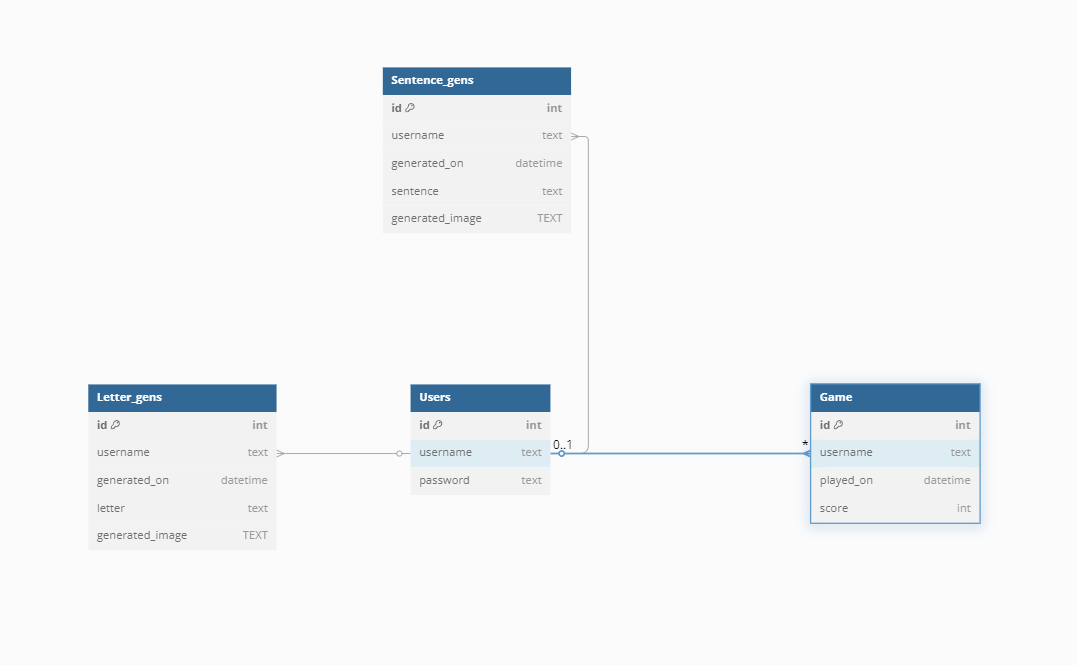 Sentence_gens
id int
username text
generated_on datetime
sentence text
generated_image TEXT
Letter_gens
id int
username text
generated_on datetime
letter text
generated_image TEXT
Users
id int
username text
password text
0..1
*
Game
id int
username text
played_on datetime
score int